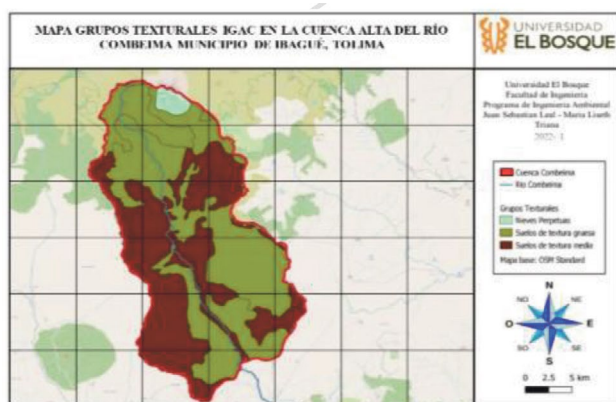 MAPA GRUPOS TEXTURALES IGAC EN LA CUENCA ALTA DEL RÍO
COMBEIMA MUNICIPIO DE IBAGUÉ, TOLIMA
UNIVERSIDAD
EL BOSQUE
Universidad El Bosque
Facultad de Ingeniería
Programa de Ingeniería Ambiental
Juan Sebastian Leal - Maria Liseth
Triana
2022- 1
Cuenca Combeima
Río Combeima
Grupos Texturales
Nieves Perpetuas
Suelos de textura gruesa
Suelos de textura media
Mapa base: OSM Standard
N
NO
NE
O
E
SO
SE
S
0 2.5 5 km